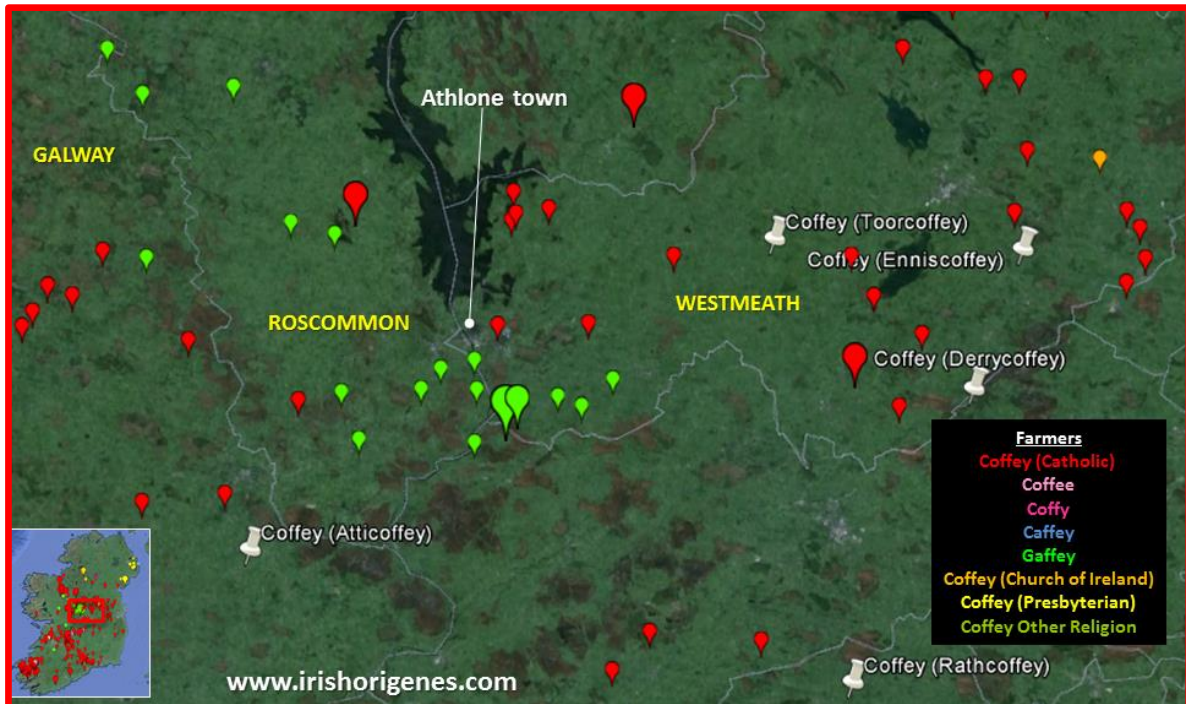 Athlone town
GALWAY
Coffey (Toorcoffey)
Coffey (Enniscoffey)
WESTMEATH
ROSCOMMON
Coffey (Derrycoffey)
Farmers
Coffey (Catholic)
Coffee
Coffy
Caffey
Gaffey
Coffey (Church of Ireland)
Coffey (Presbyterian)
Coffey Other Religion
Coffey (Atticoffey)
Coffey (Rathcoffey)
www.irishorigenes.com